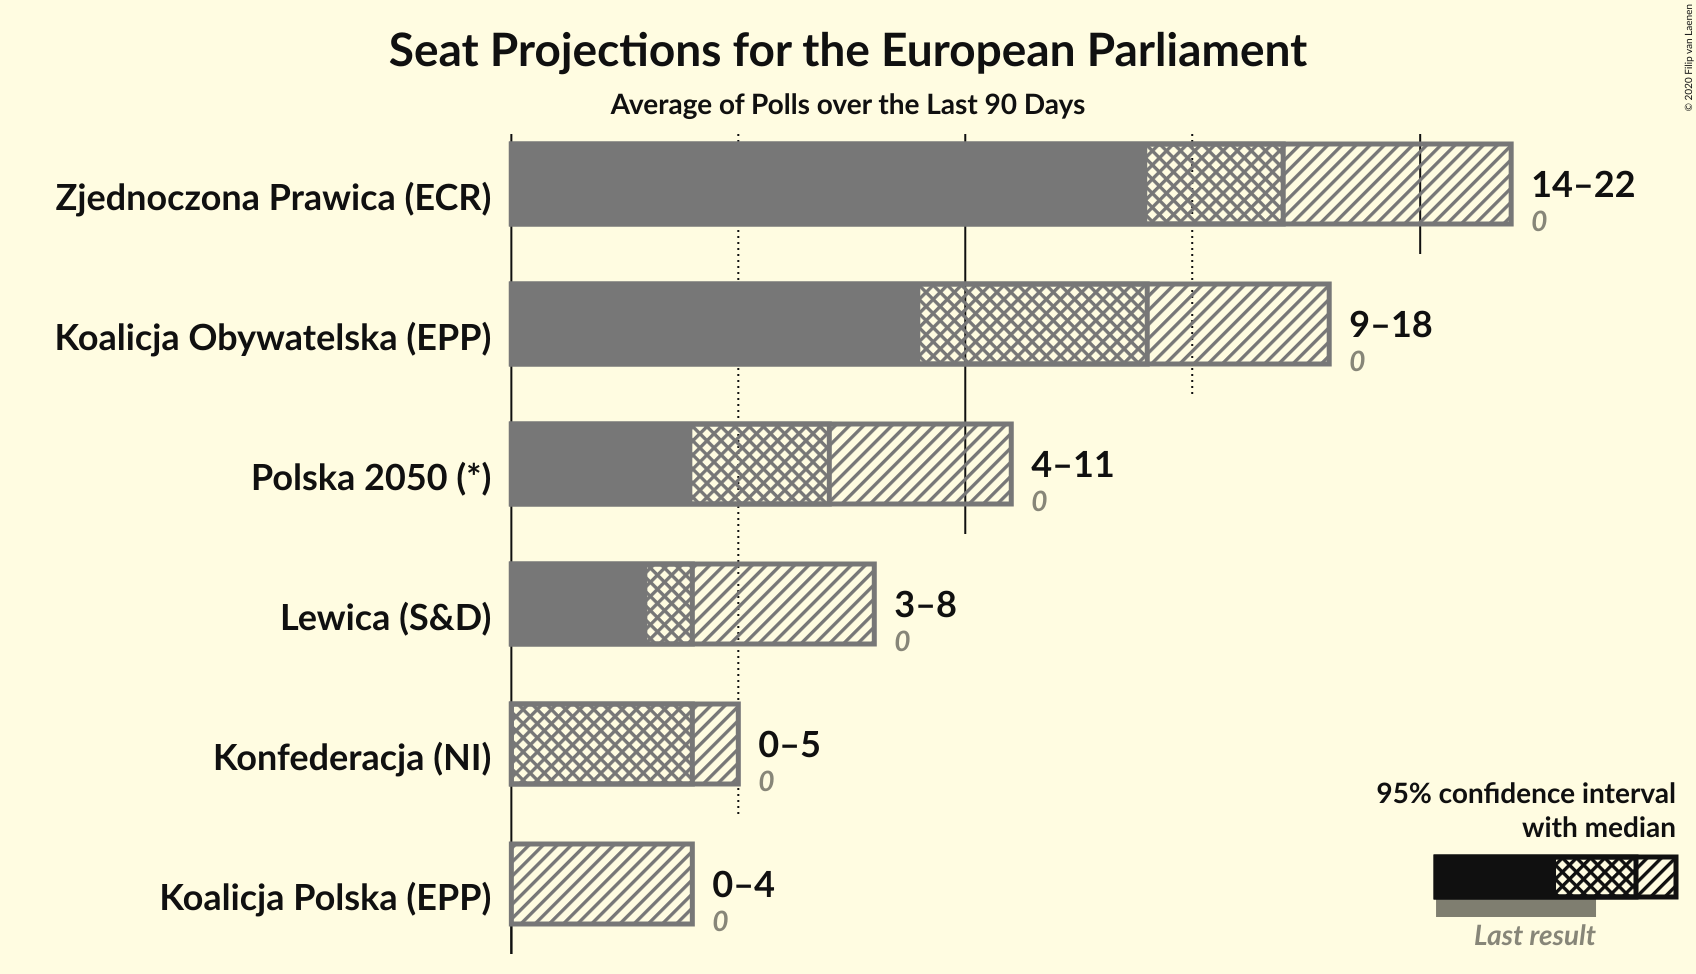 Seat Projections for the European Parliament
Average of Polls over the Last 90 Days
© 2020 Filip van Laenen
Zjednoczona Prawica (ECR)
14–22
0
Koalicja Obywatelska (EPP)
9–18
0
Polska 2050 (*)
4–11
0
Lewica (S&D)
3–8
0
Konfederacja (NI)
0–5
0
Koalicja Polska (EPP)
0–4
0
95% confidence interval
with median
Last result